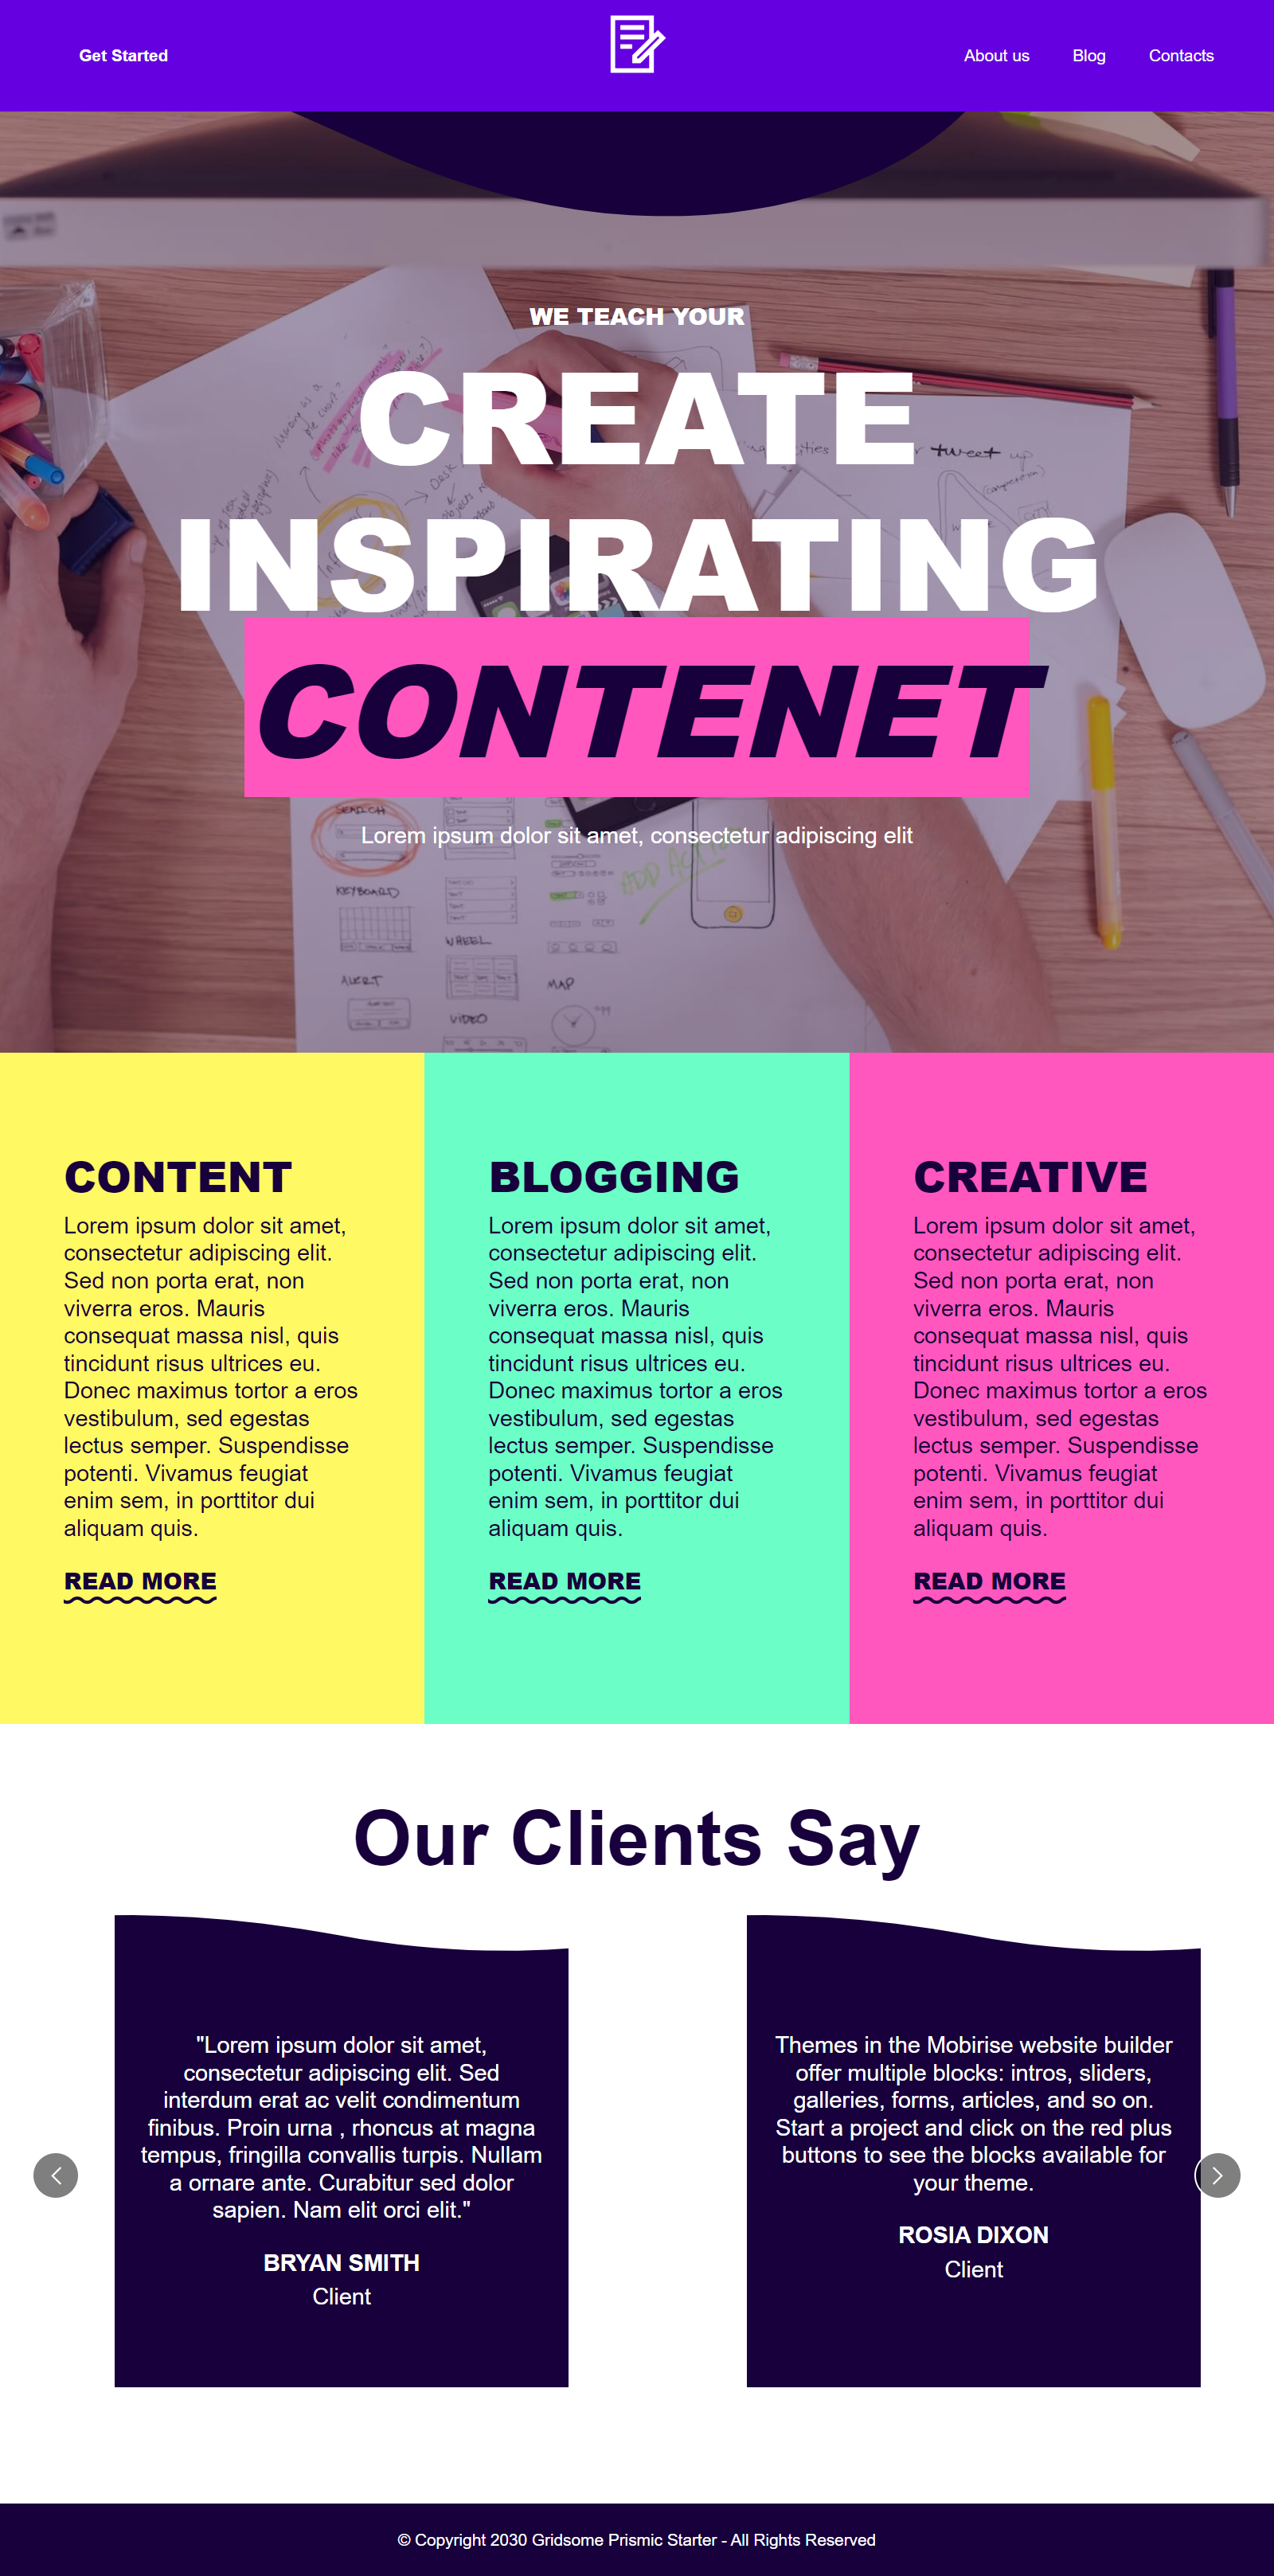 Get Started
About us
Blog
Contacts
WE TEACH YOUR
CREATE
INSPIRATING
CONTENET
tweet up
SEARCH
Lorem ipsum dolor sit amet, consectetur adipiscing elit
ADD
KEYBOARD
WHEEL
ALERT
MAP
VIDEO
CONTENT
Lorem ipsum dolor sit amet,
consectetur adipiscing elit.
Sed non porta erat, non
viverra eros. Mauris
consequat massa nisl, quis
tincidunt risus ultrices eu.
Donec maximus tortor a eros
vestibulum, sed egestas
lectus semper. Suspendisse
potenti. Vivamus feugiat
enim sem, in porttitor dui
aliquam quis.
READ MORE
BLOGGING
Lorem ipsum dolor sit amet,
consectetur adipiscing elit.
Sed non porta erat, non
viverra eros. Mauris
consequat massa nisl, quis
tincidunt risus ultrices eu.
Donec maximus tortor a eros
vestibulum, sed egestas
lectus semper. Suspendisse
potenti. Vivamus feugiat
enim sem, in porttitor dui
aliquam quis.
READ MORE
CREATIVE
Lorem ipsum dolor sit amet,
consectetur adipiscing elit.
Sed non porta erat, non
viverra eros. Mauris
consequat massa nisl, quis
tincidunt risus ultrices eu.
Donec maximus tortor a eros
vestibulum, sed egestas
lectus semper. Suspendisse
potenti. Vivamus feugiat
enim sem, in porttitor dui
aliquam quis.
READ MORE
Our Clients Say
"Lorem ipsum dolor sit amet,
consectetur adipiscing elit. Sed
interdum erat ac velit condimentum
finibus. Proin urna , rhoncus at magna
tempus, fringilla convallis turpis. Nullam
a ornare ante. Curabitur sed dolor
sapien. Nam elit orci elit."
BRYAN SMITH
Client
Themes in the Mobirise website builder
offer multiple blocks: intros, sliders,
galleries, forms, articles, and so on.
Start a project and click on the red plus
buttons to see the blocks available for
your theme.
ROSIA DIXON
Client
© Copyright 2030 Gridsome Prismic Starter - All Rights Reserved